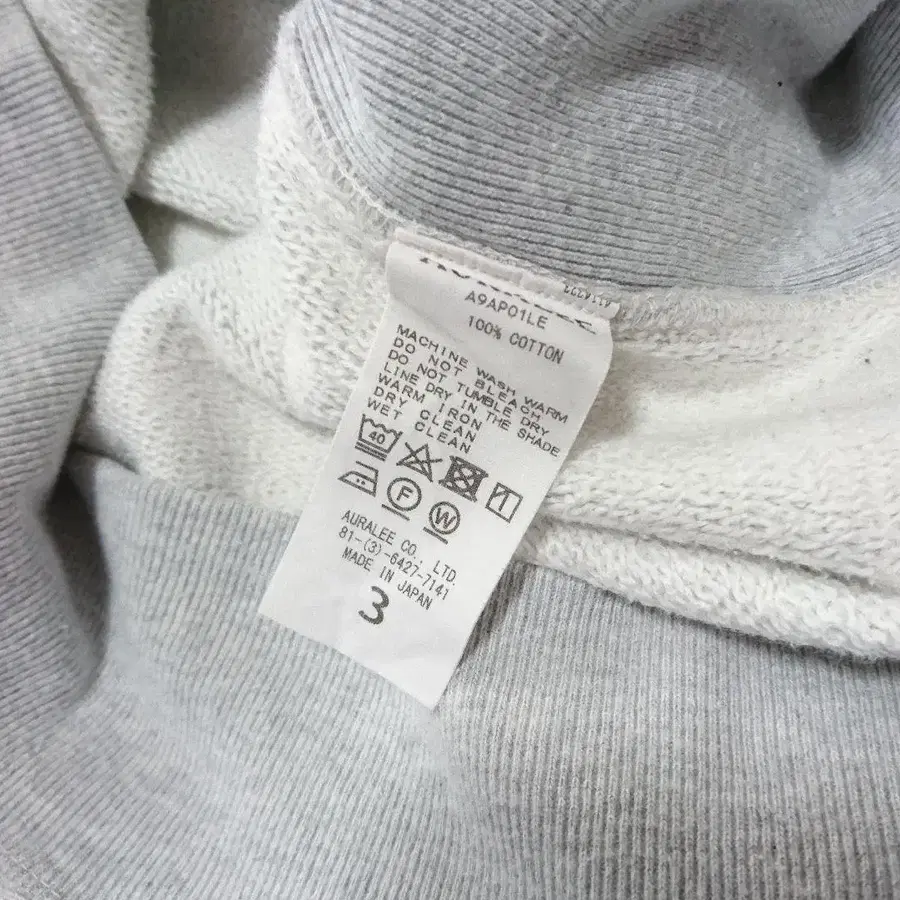 A9AP01LE
100% COTTON
MACHINE WASH WARM
DO NOT BLEACH
DO NOT TUMBLE DRY
LINE DRY IN THE SHADE
WARM IRON
DRY CLEAN
WET CLEAN
40
F
W
AURALEE CO., LTD.
81-(3)-6427-7141
MADE IN JAPAN
3